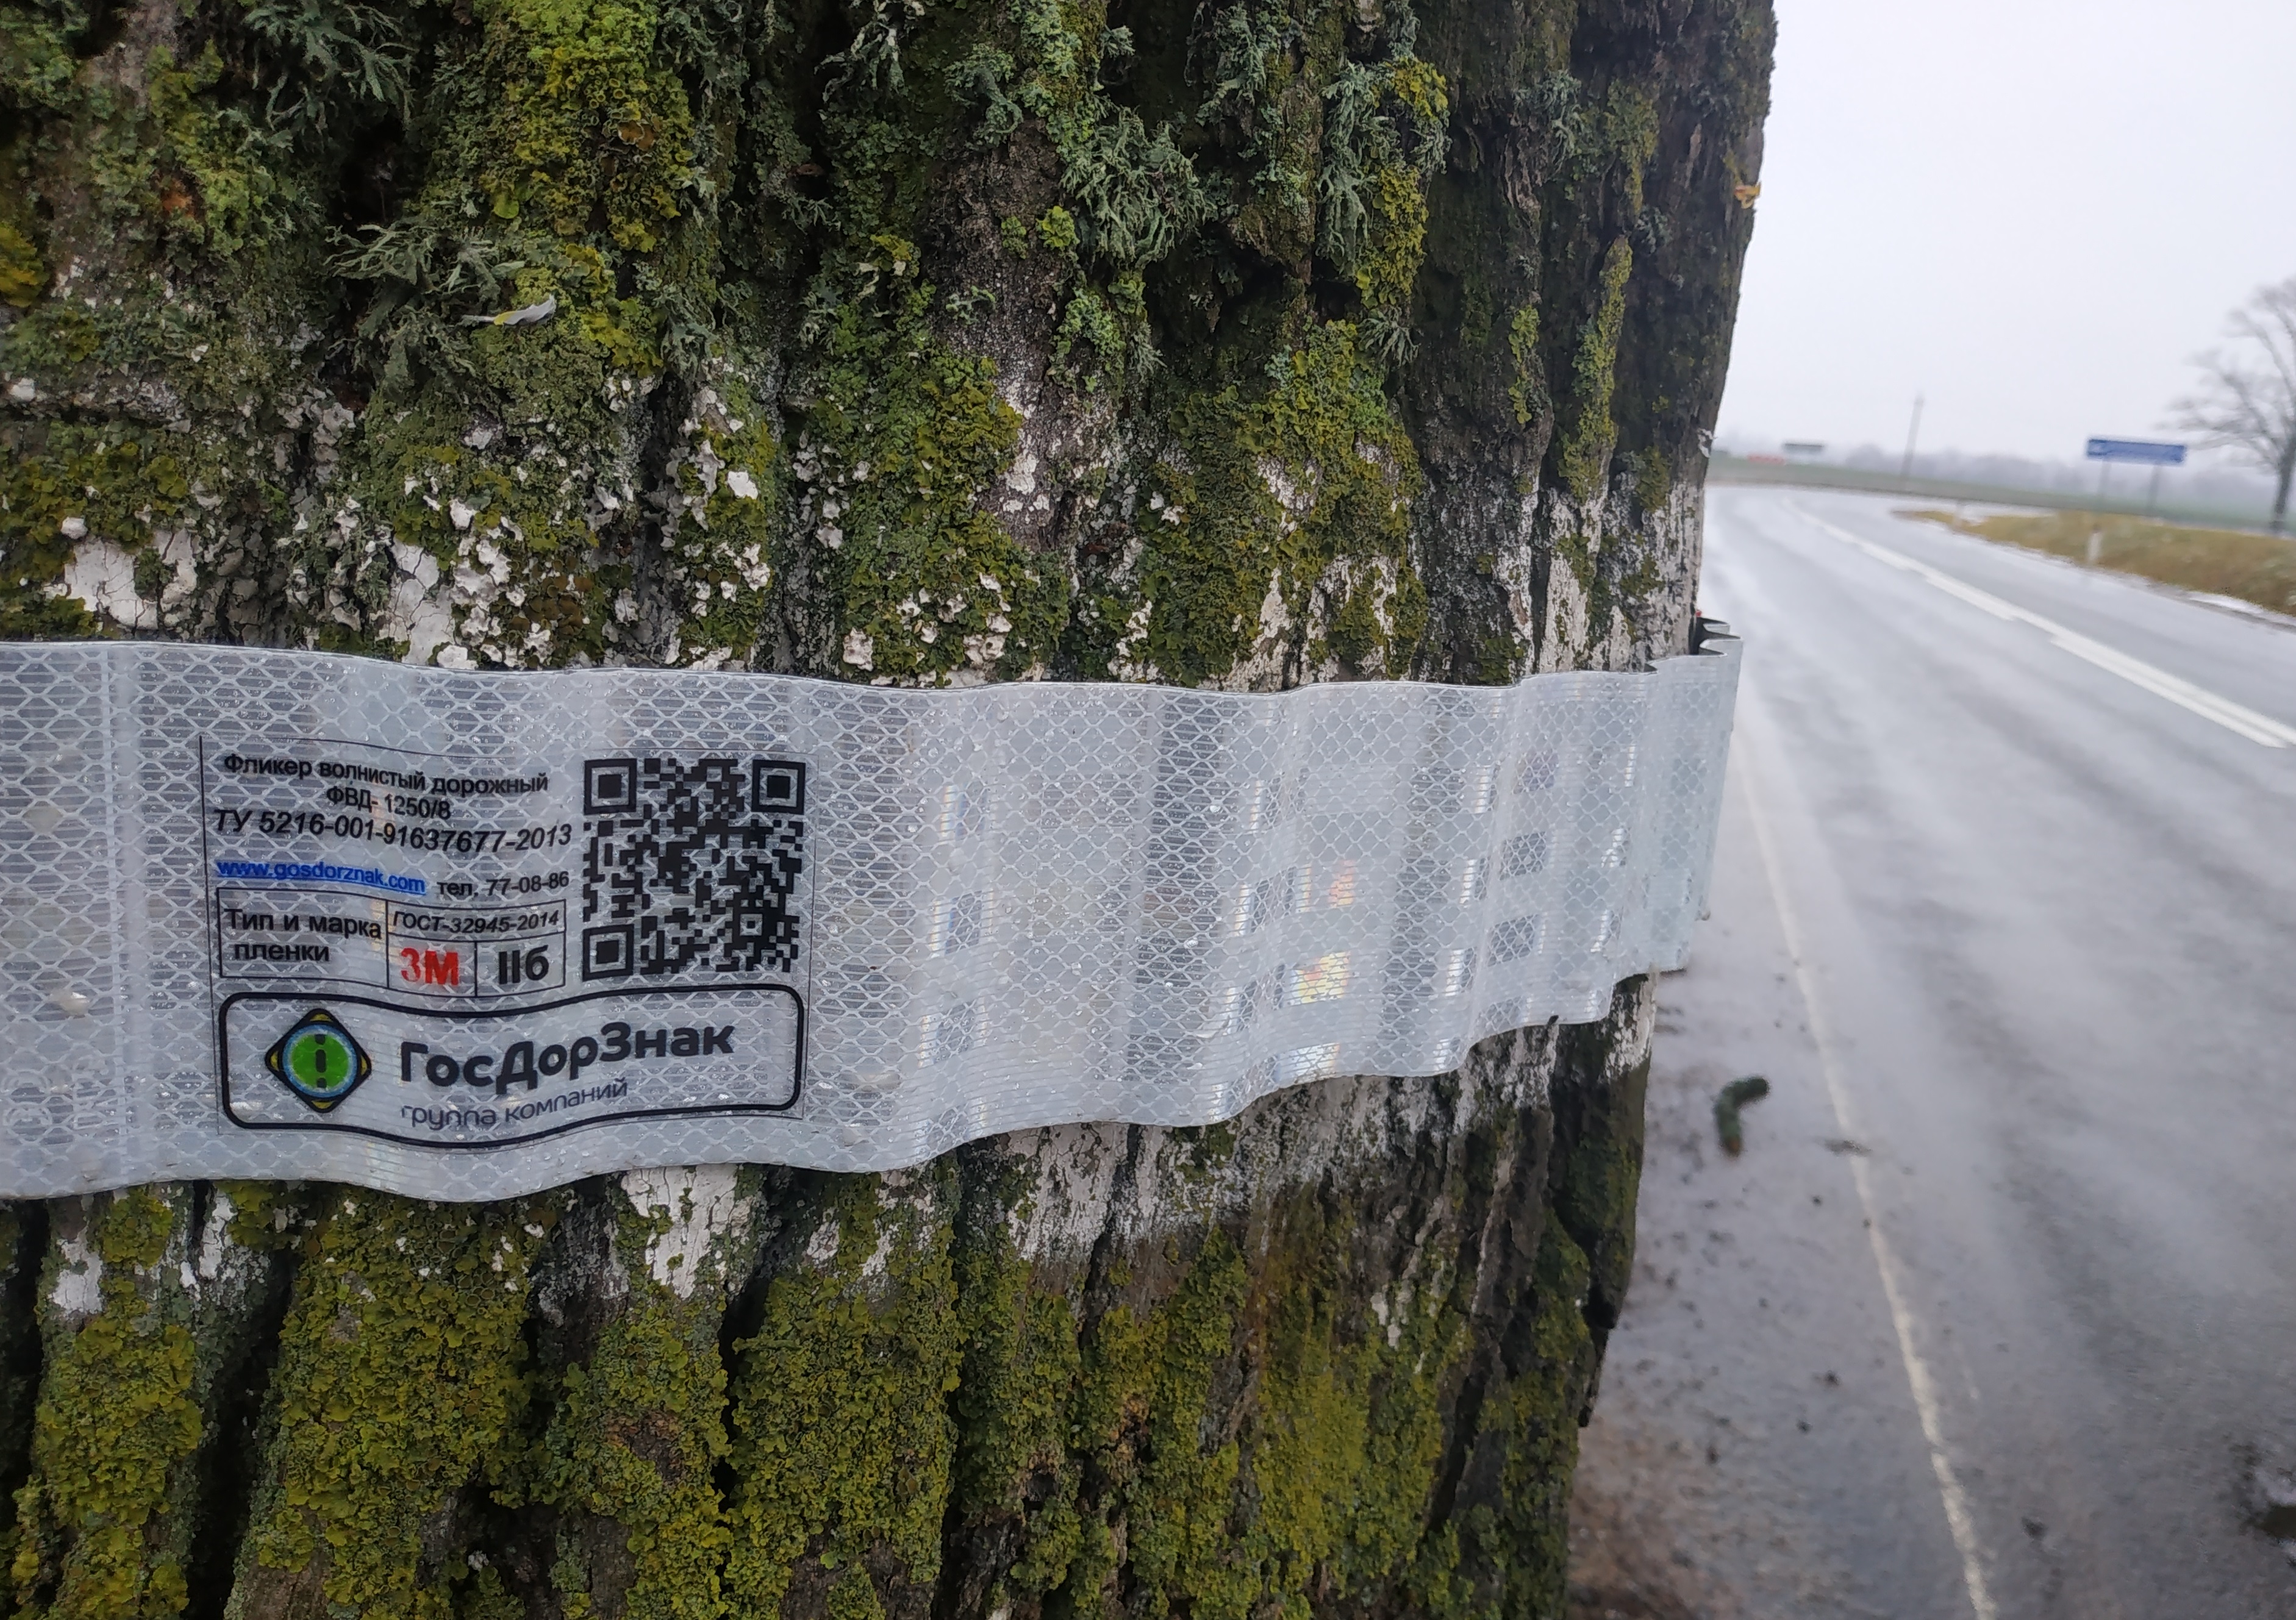 Фликер волнистый дорожный
ФВД- 1250/8
ТУ 5216-001-91637677-2013
www.gosdorznak.com тел. 77-08-86
Тип и марка пленки
ГОСТ-32945-2014
3M IIб
ГосДорЗнак
группа компаний